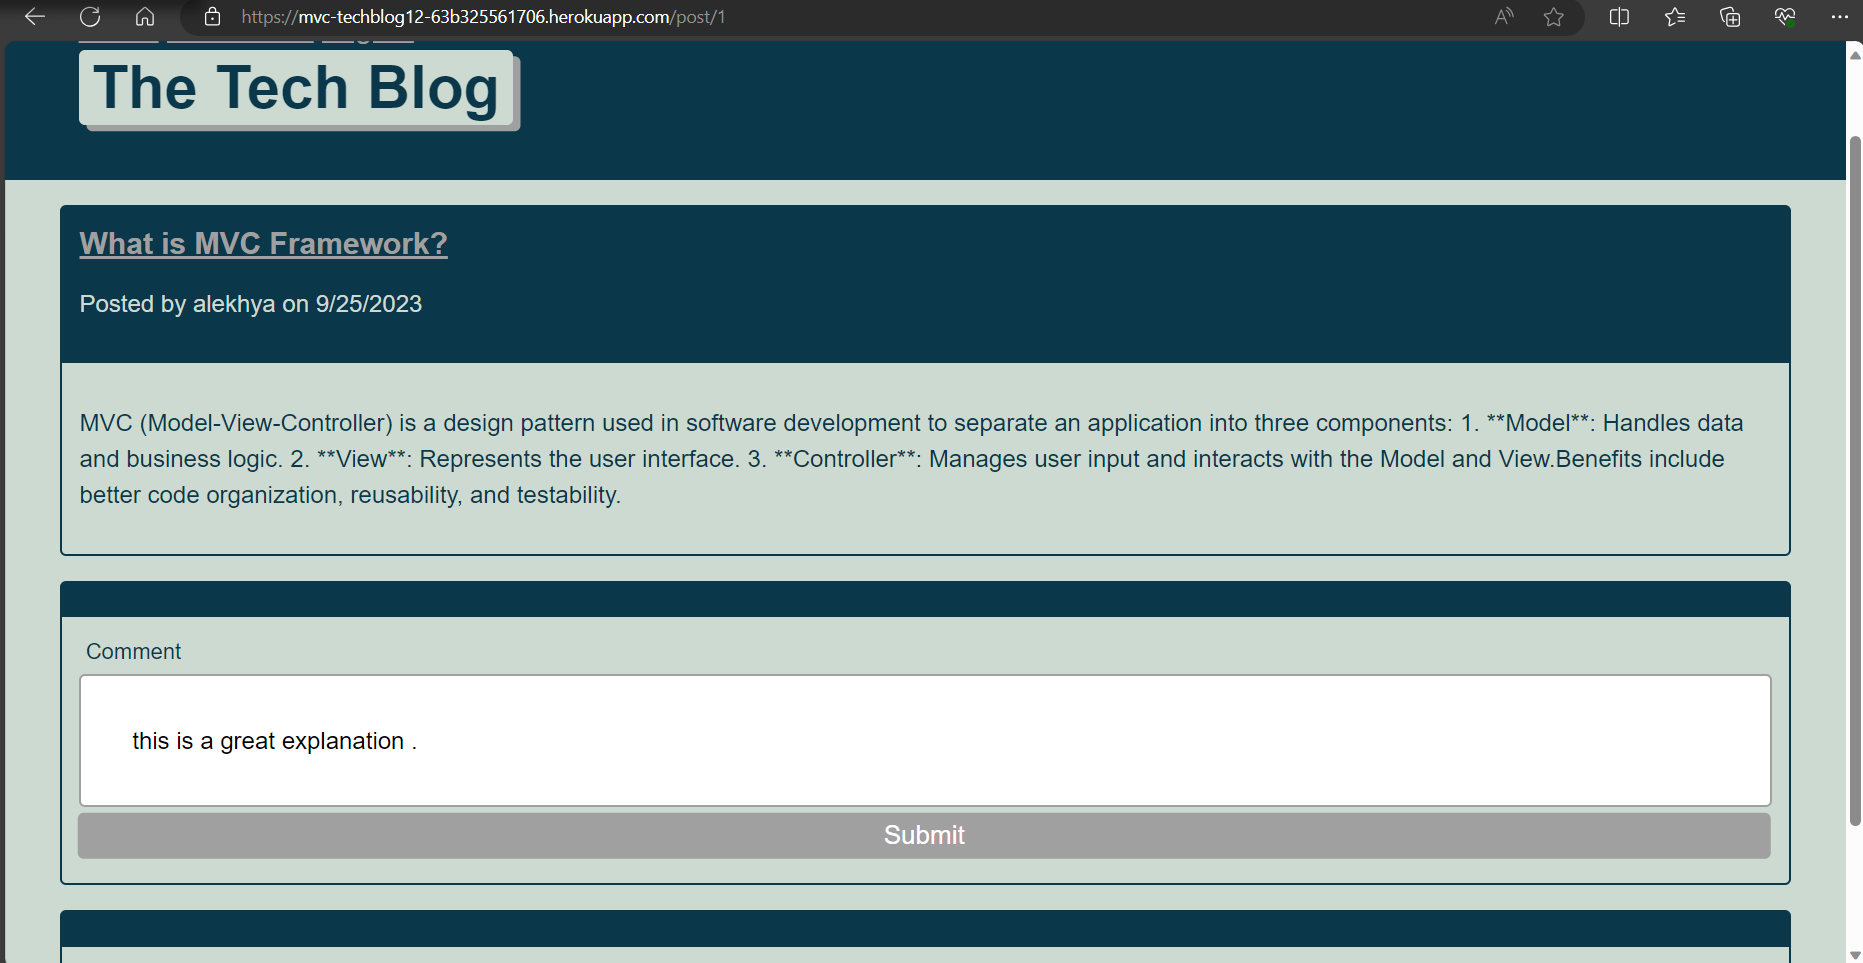 https://mvc-techblog12-63b325561706.herokuapp.com/post/1
The Tech Blog
What is MVC Framework?
Posted by alekhya on 9/25/2023
MVC (Model-View-Controller) is a design pattern used in software development to separate an application into three components: 1. **Model**: Handles data
and business logic. 2. **View**: Represents the user interface. 3. **Controller**: Manages user input and interacts with the Model and View.Benefits include
better code organization, reusability, and testability.
Comment
this is a great explanation .
Submit